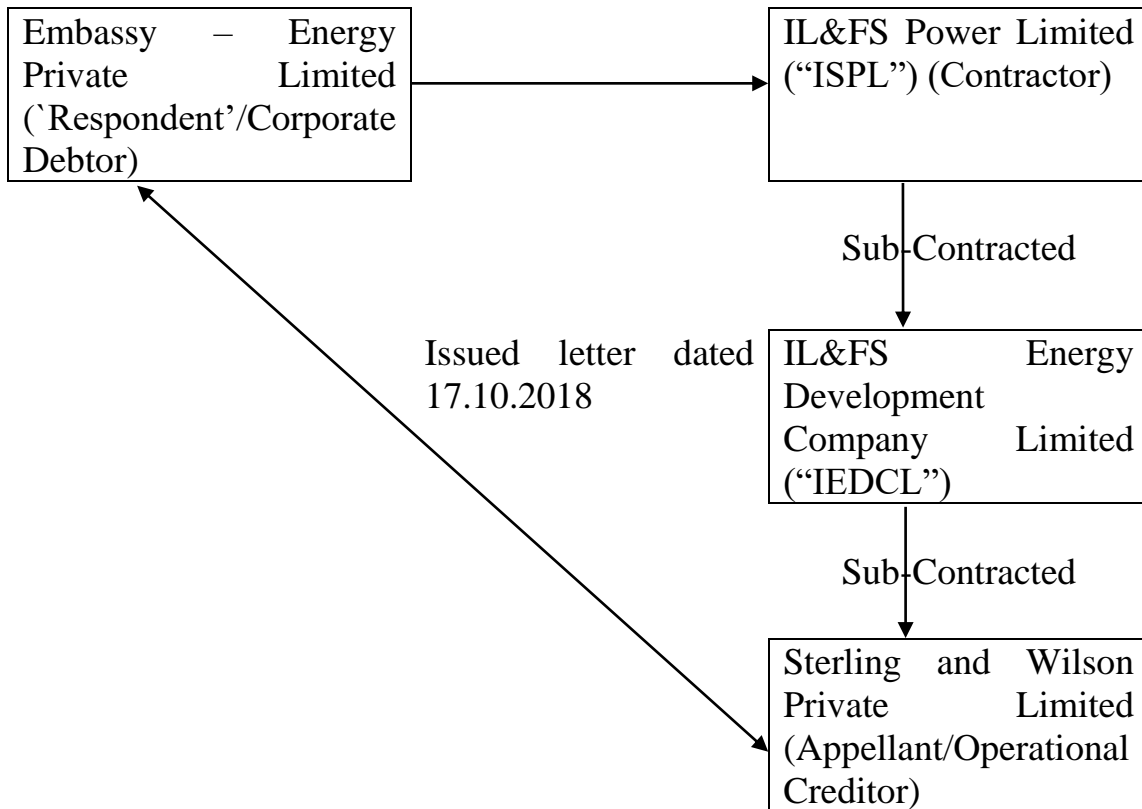 Embassy – Energy
Private Limited
(`Respondent’/Corporate
Debtor)
IL&FS Power Limited
(“ISPL”) (Contractor)
Sub-Contracted
Issued letter dated
17.10.2018
IL&FS Energy
Development
Company Limited
(“IEDCL”)
Sub-Contracted
Sterling and Wilson
Private Limited
(Appellant/Operational
Creditor)